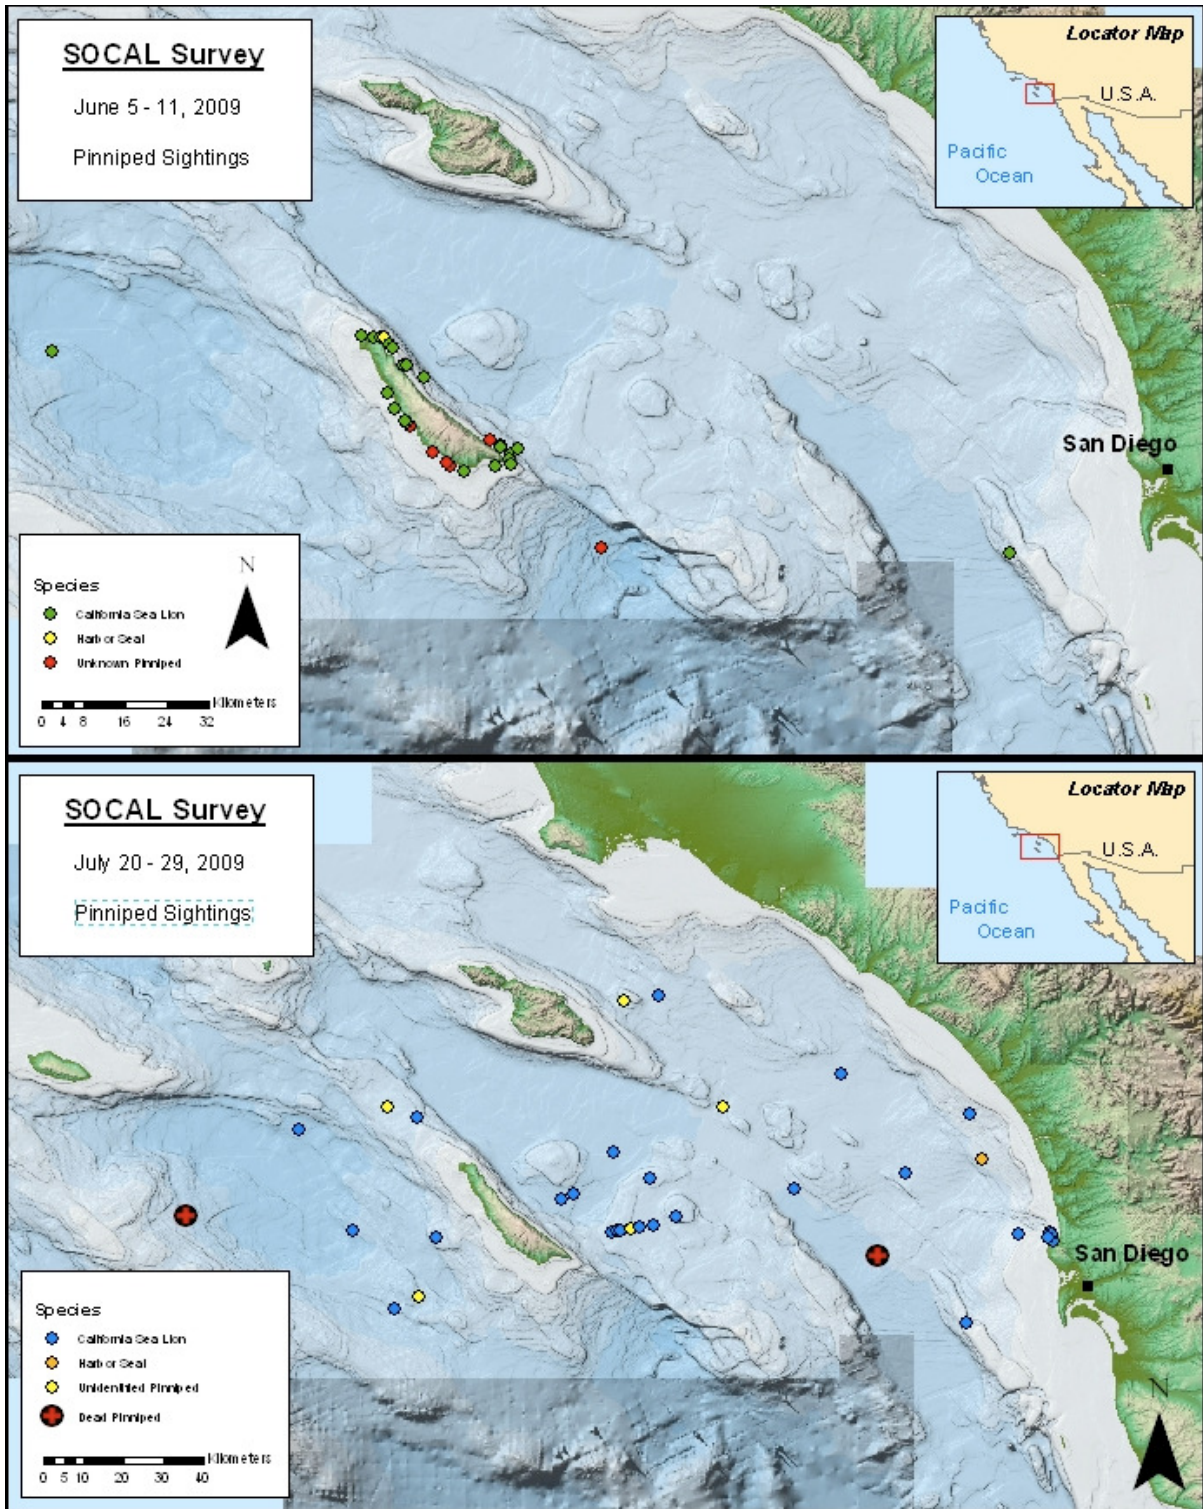 SOCAL Survey
June 5 - 11, 2009
Pinniped Sightings
Locator Map
U.S.A.
Pacific
Ocean
San Diego
N
Species
California Sea Lion
Harbor Seal
Unknown Pinniped
Kilometers
0 4 8 16 24 32
SOCAL Survey
July 20 - 29, 2009
Pinniped Sightings
Locator Map
U.S.A.
Pacific
Ocean
San Diego
Species
California Sea Lion
Harbor Seal
Unidentified Pinniped
Dead Pinniped
Kilometers
0 5 10 20 30 40
N